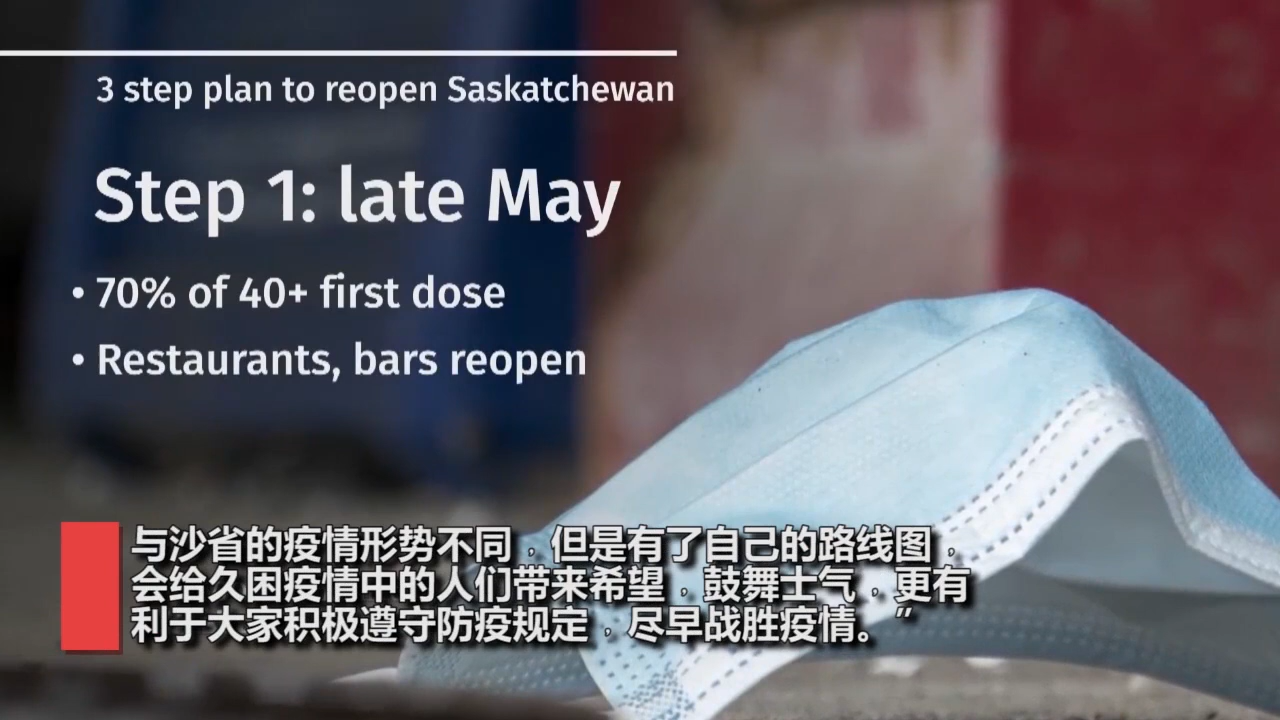 3 step plan to reopen Saskatchewan
Step 1: late May
• 70% of 40+ first dose
• Restaurants, bars reopen
与沙省的疫情形势不同，但是有了自己的路线图，
会给久困疫情中的人们带来希望，鼓舞士气，更有
利于大家积极遵守防疫规定，尽早战胜疫情。”